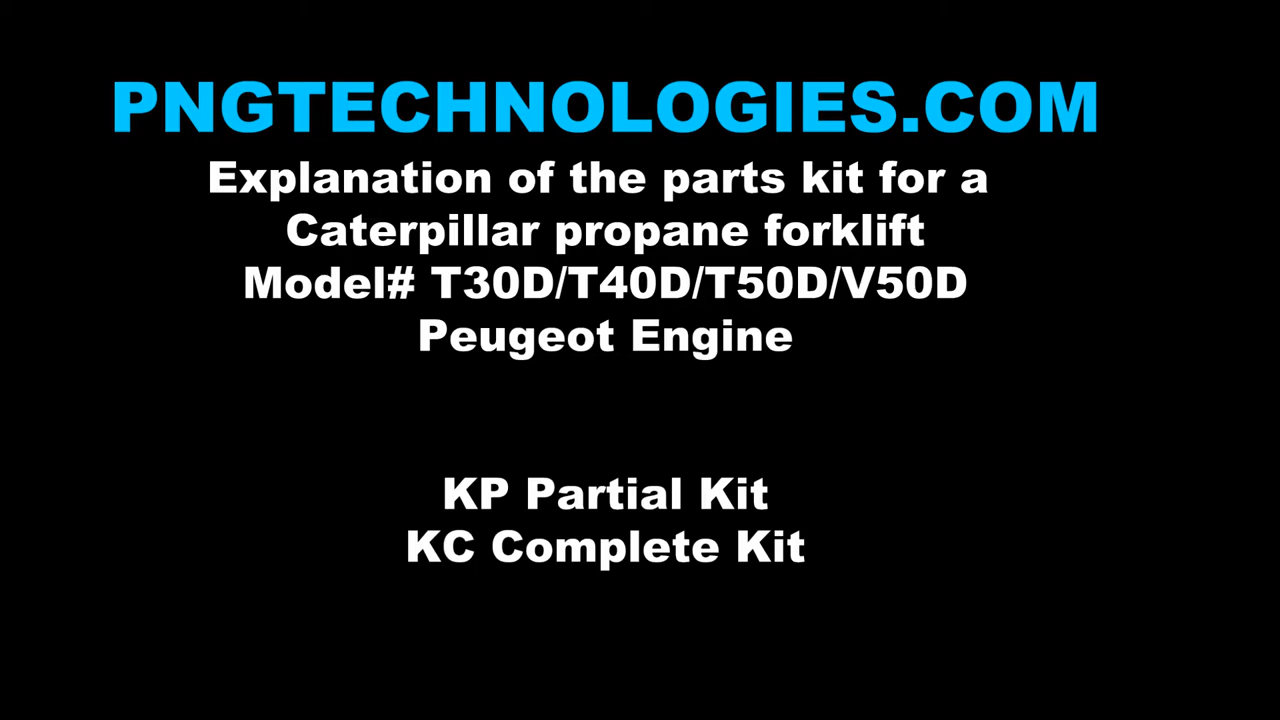 PNGTECHNOLOGIES.COM
Explanation of the parts kit for a
Caterpillar propane forklift
Model# T30D/T40D/T50D/V50D
Peugeot Engine
KP Partial Kit
KC Complete Kit